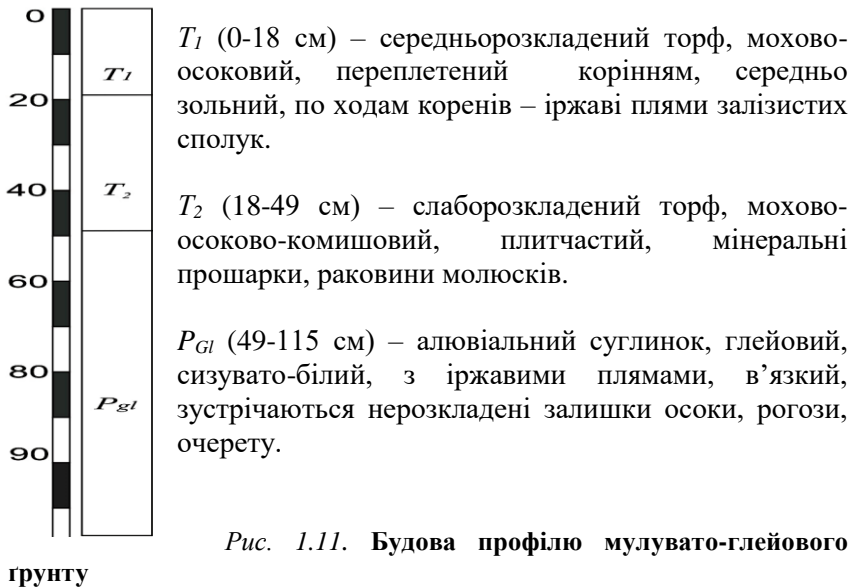 0
T₁
20
T₂
40
60
80
Pgl
90
T₁ (0-18 см) – середньорозкладений торф, мохово-
осоковий, переплетений корінням, середньо
зольний, по ходам коренів – іржаві плями залізистих
сполук.
T₂ (18-49 см) – слаборозкладений торф, мохово-
осоково-комишовий, плитчастий, мінеральні
прошарки, раковини молюсків.
P_Gl (49-115 см) – алювіальний суглинок, глейовий,
сизувато-білий, з іржавими плямами, в’язкий,
зустрічаються нерозкладені залишки осоки, рогози,
очерету.
Рис. 1.11. Будова профілю мулувато-глейового
ґрунту